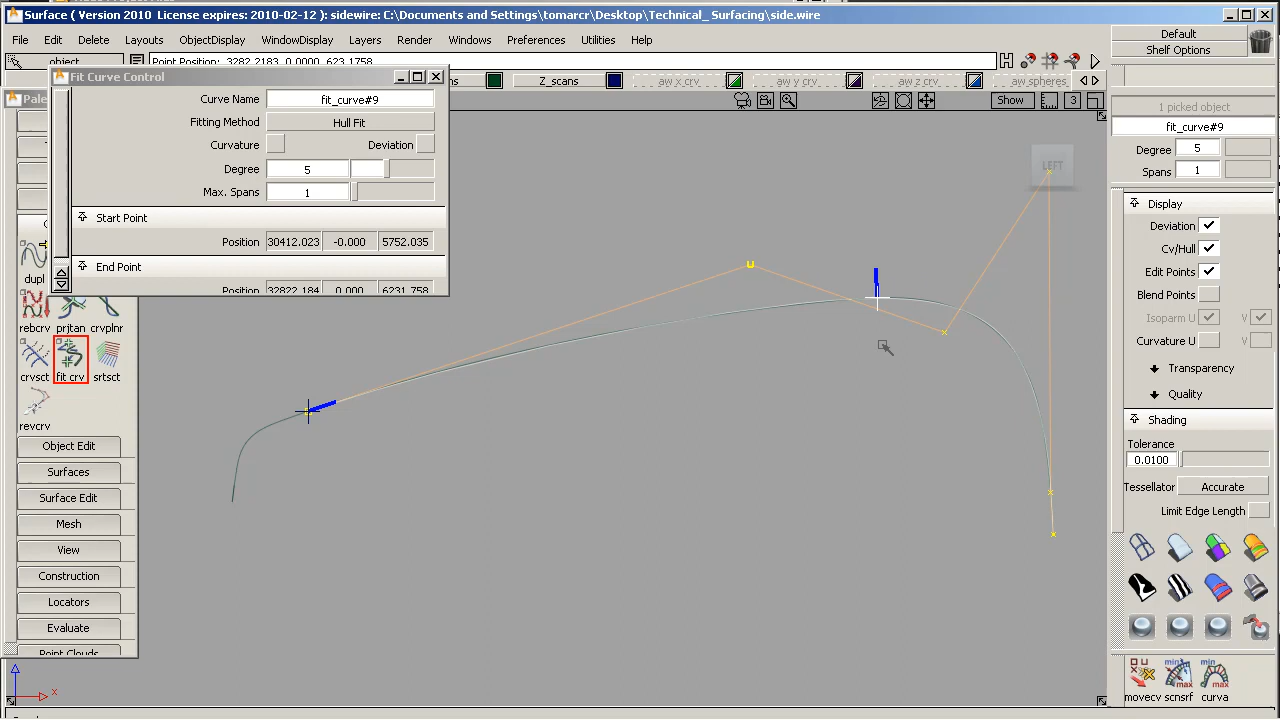 Surface ( Version 2010 License expires: 2010-02-12 ): sidewire: C:\Documents and Settings\tomarcr\Desktop\Technical_ Surfacing\side.wire
File Edit Delete Layouts ObjectDisplay WindowDisplay Layers Render Windows Preferences Utilities Help
Default
Shelf Options
object
Point Position: 3282.2183, 0.0000, 623.1758
Fit Curve Control
Z_scans
aw x crv
aw y crv
aw z crv
aw spheres
Pale
Curve Name fit_curve#9
Fitting Method Hull Fit
Curvature Deviation
Degree 5
Max. Spans 1
Start Point
Position 30412.023 -0.000 5752.035
End Point
Position 32822.184 0.000 6231.758
Show
3
LEFT
1 picked object
fit_curve#9
Degree 5
Spans 1
Display
Deviation
Cv/Hull
Edit Points
Blend Points
Isoparm U V
Curvature U V
Transparency
Quality
Shading
Tolerance
0.0100
Tessellator Accurate
Limit Edge Length
dupl
rebcrv prjtan crvplnr
crvsct fit crv srtsct
revcrv
Object Edit
Surfaces
Surface Edit
Mesh
View
Construction
Locators
Evaluate
Point Clouds
U
x
min max
min max
movecv scnsrf curva